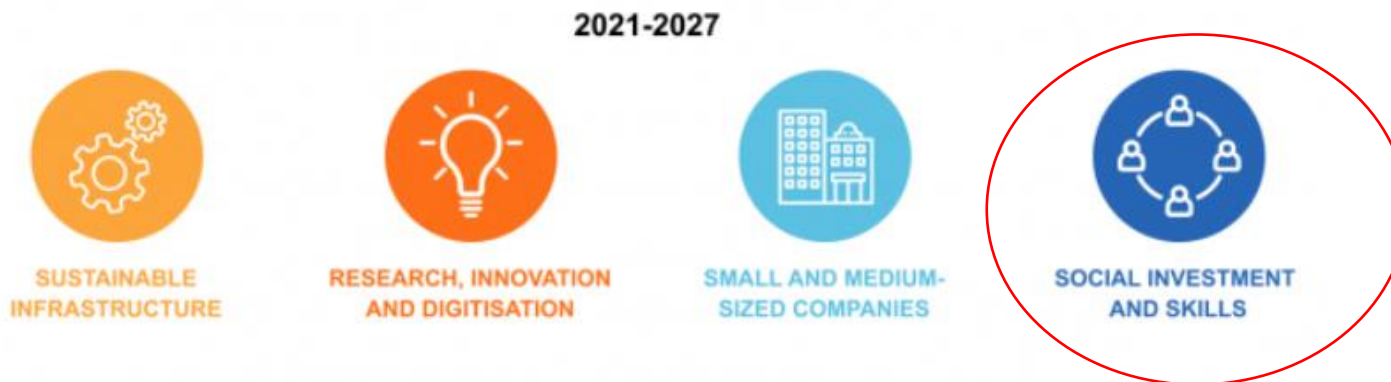 2021-2027
SUSTAINABLE
INFRASTRUCTURE
RESEARCH, INNOVATION
AND DIGITISATION
SMALL AND MEDIUM-
SIZED COMPANIES
SOCIAL INVESTMENT
AND SKILLS